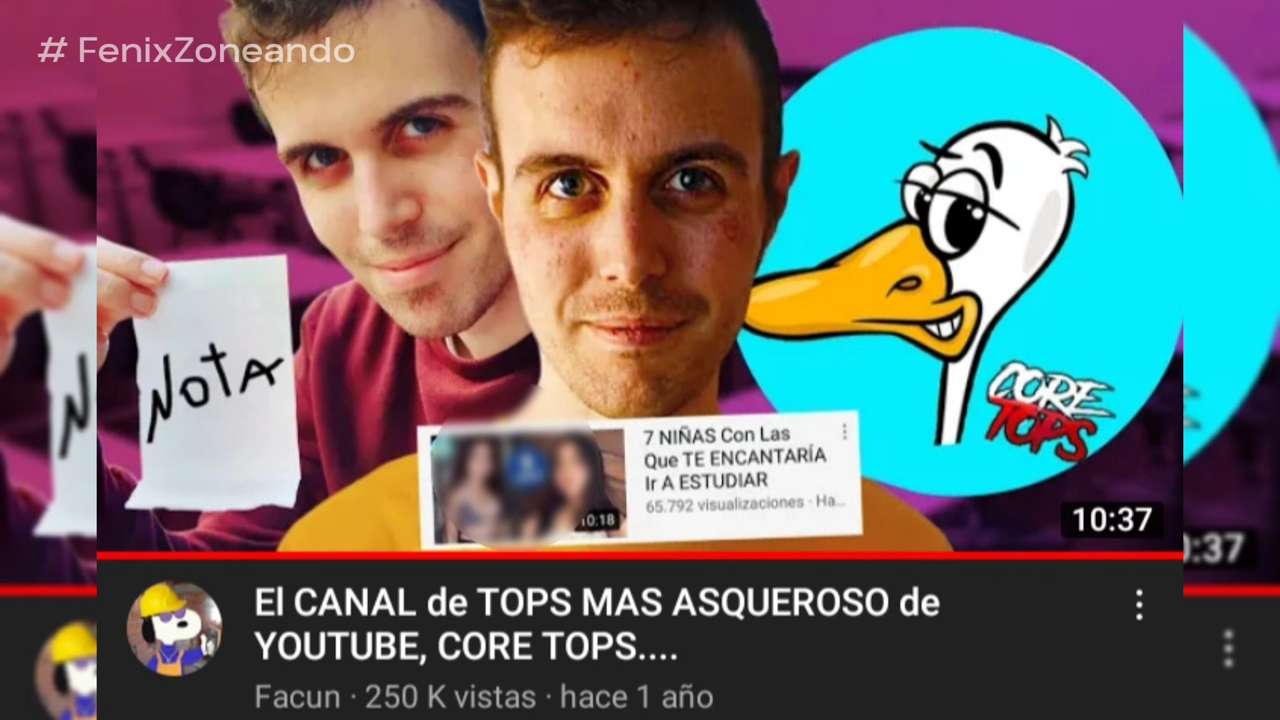 # FenixZoneando
NOTA
CORE
TOPS
7 NIÑAS Con Las
Que TE ENCANTARÍA
Ir A ESTUDIAR
65.792 visualizaciones · Ha...
10:18
10:37
:37
El CANAL de TOPS MAS ASQUEROSO de
YOUTUBE, CORE TOPS....
Facun · 250 K vistas · hace 1 año